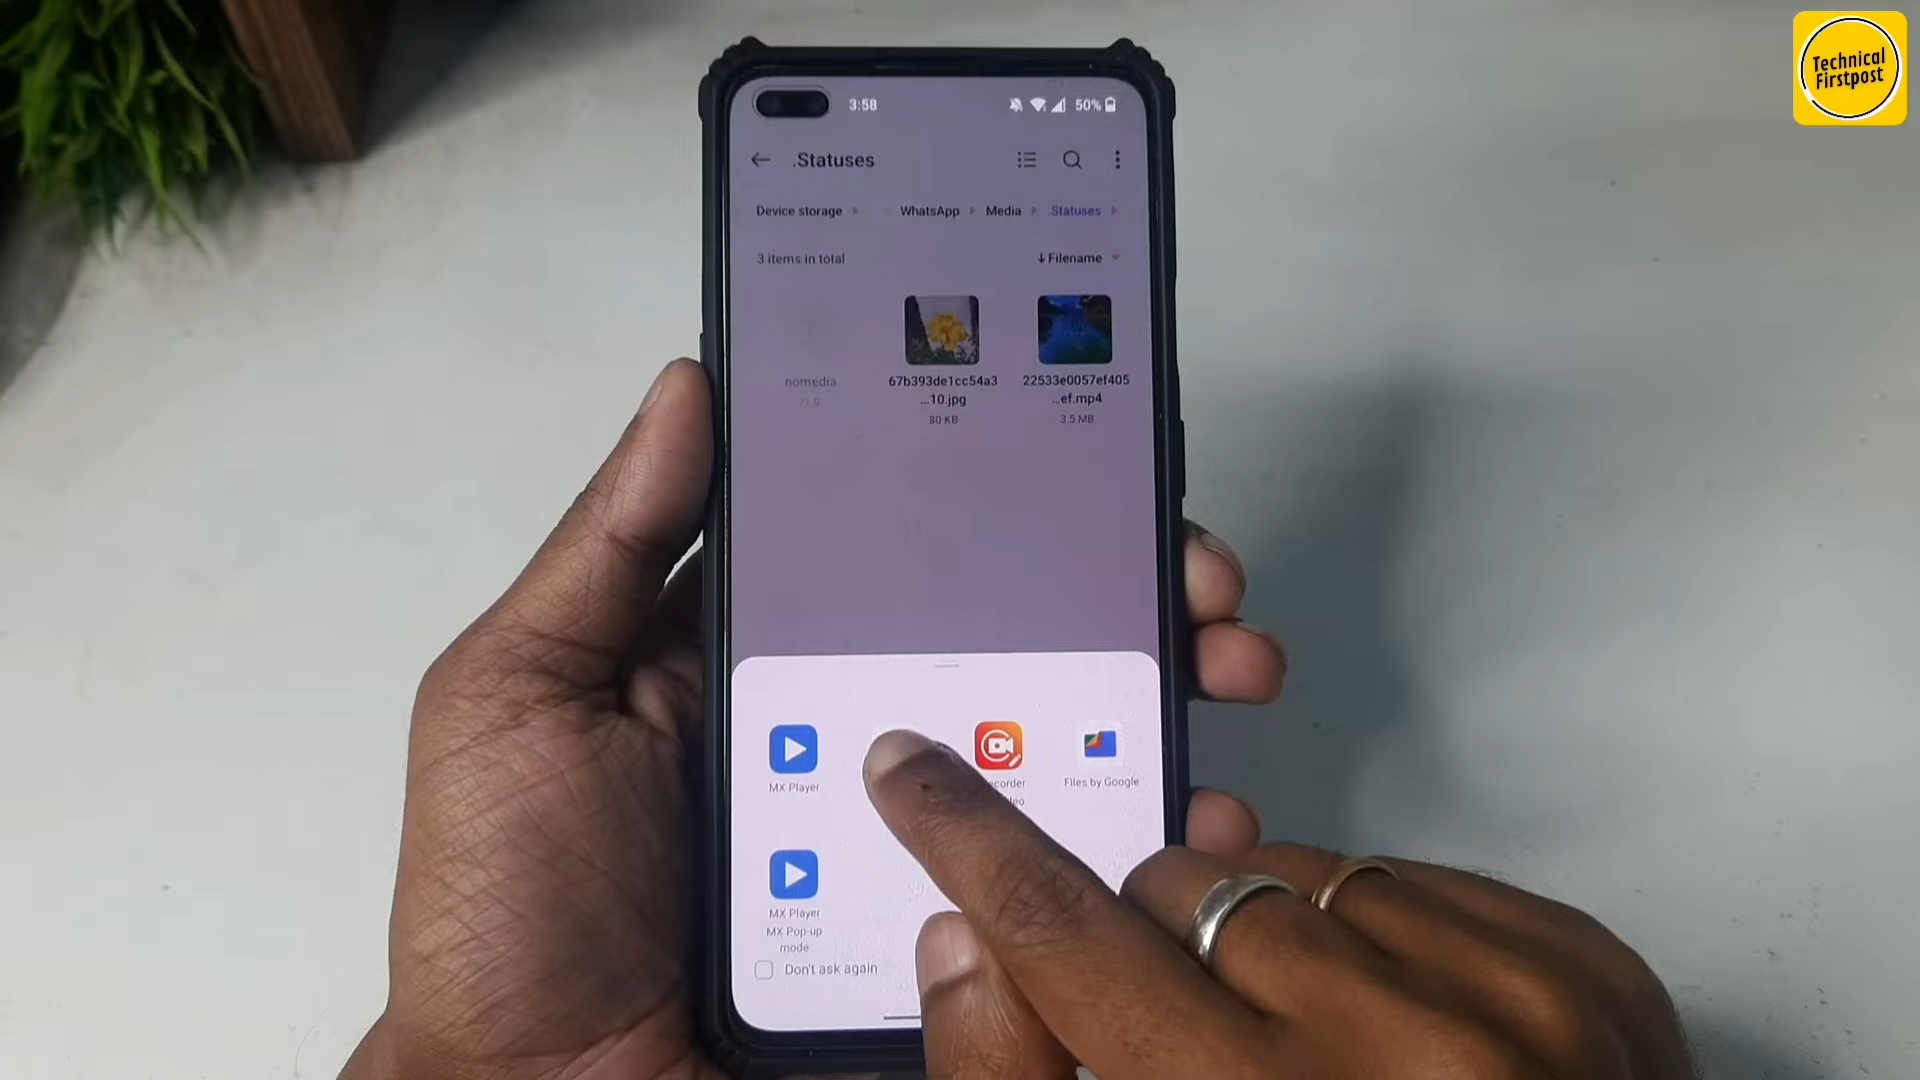 Technical
Firstpost
3:58
50%
.Statuses
Device storage
WhatsApp
Media
Statuses
3 items in total
Filename
nomedia
67b393de1cc54a3
...10.jpg
80 KB
22533e0057ef405
...ef.mp4
3.5 MB
MX Player
Files by Google
MX Player
MX Pop-up
mode
Don't ask again